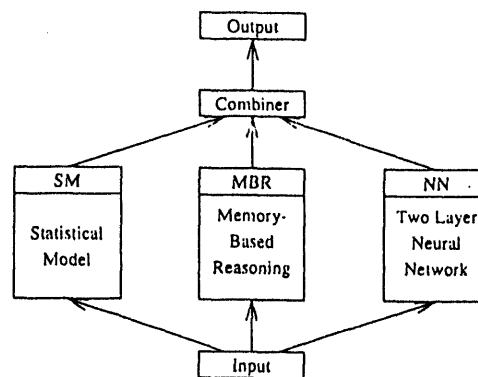 Output
Combiner
SM
Statistical
Model
MBR
Memory-
Based
Reasoning
NN
Two Layer
Neural
Network
Input